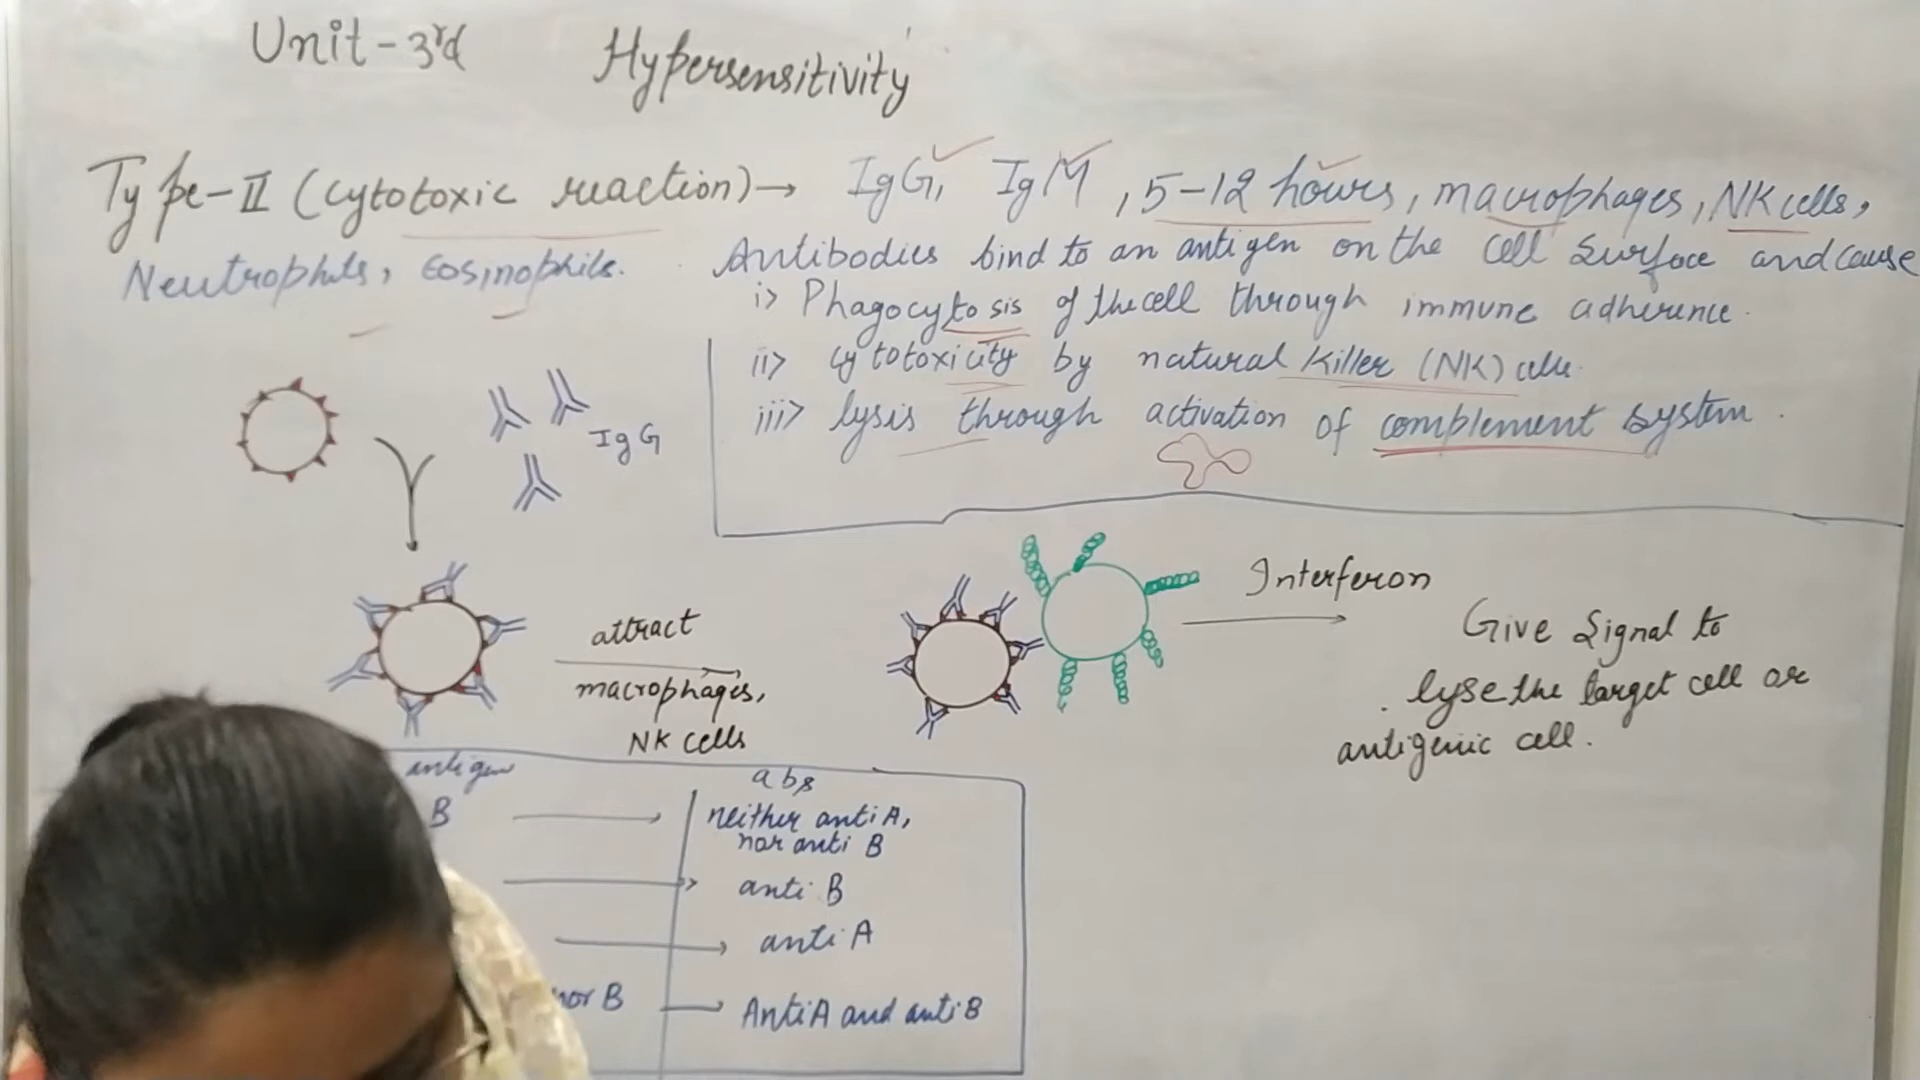 Unit-3rd Hypersensitivity
Type-II (cytotoxic reaction)→ IgG, IgM, 5-12 hours, macrophages, NK cells,
Neutrophils, Eosinophils. Antibodies bind to an antigen on the cell surface and cause
i> Phagocytosis of the cell through immune adherence.
ii> cytotoxicity by natural killer (NK) cells.
iii> lysis through activation of complement system.
IgG
attract
macrophages,
NK cells
Interferon
Give signal to
lyse the target cell or
antigenic cell.
antigen abs
B → neither anti A,
nor anti B
→ anti B
→ anti A
nor B → Anti A and anti B